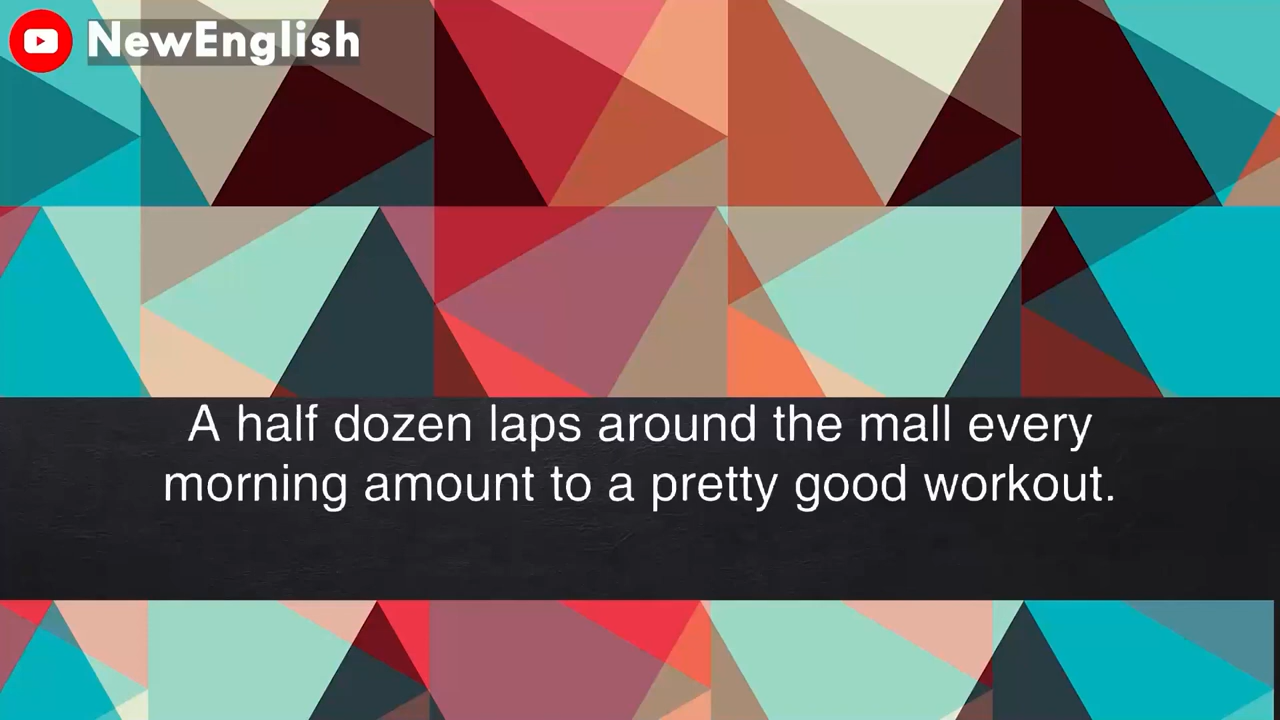 NewEnglish
A half dozen laps around the mall every
morning amount to a pretty good workout.